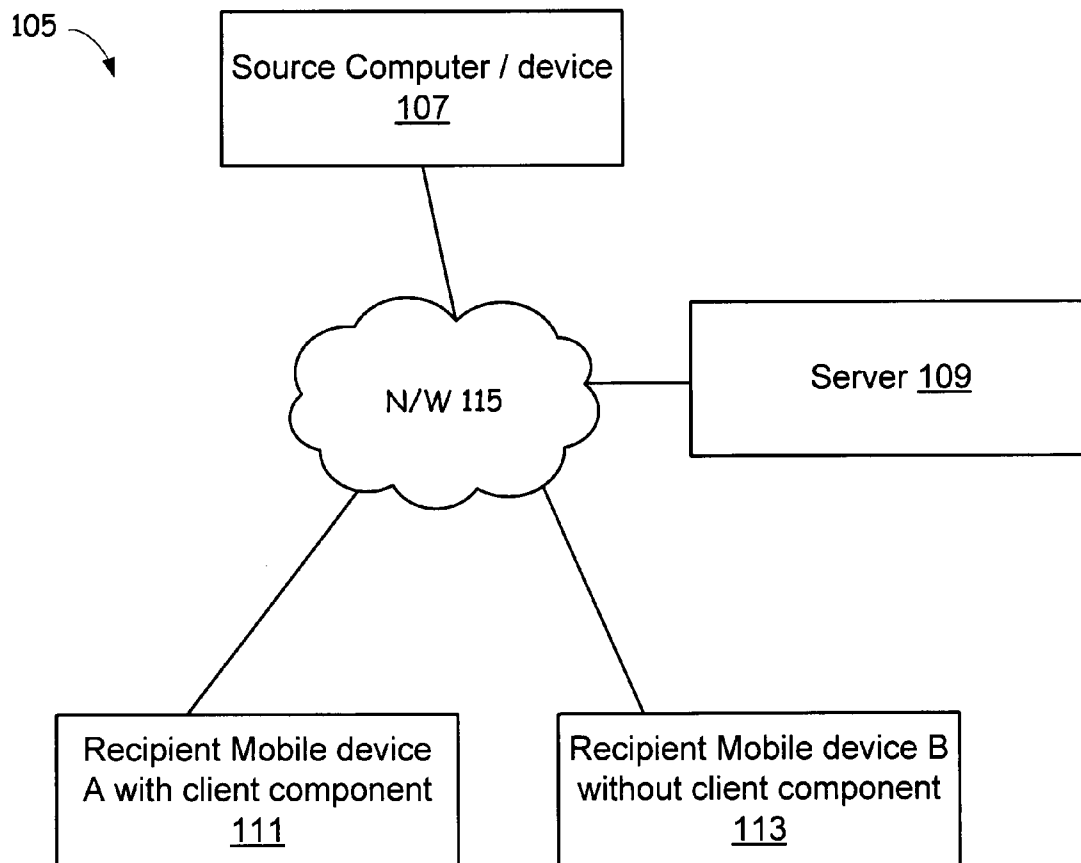 105
Source Computer / device
107
N/W 115
Server 109
Recipient Mobile device
A with client component
111
Recipient Mobile device B
without client component
113